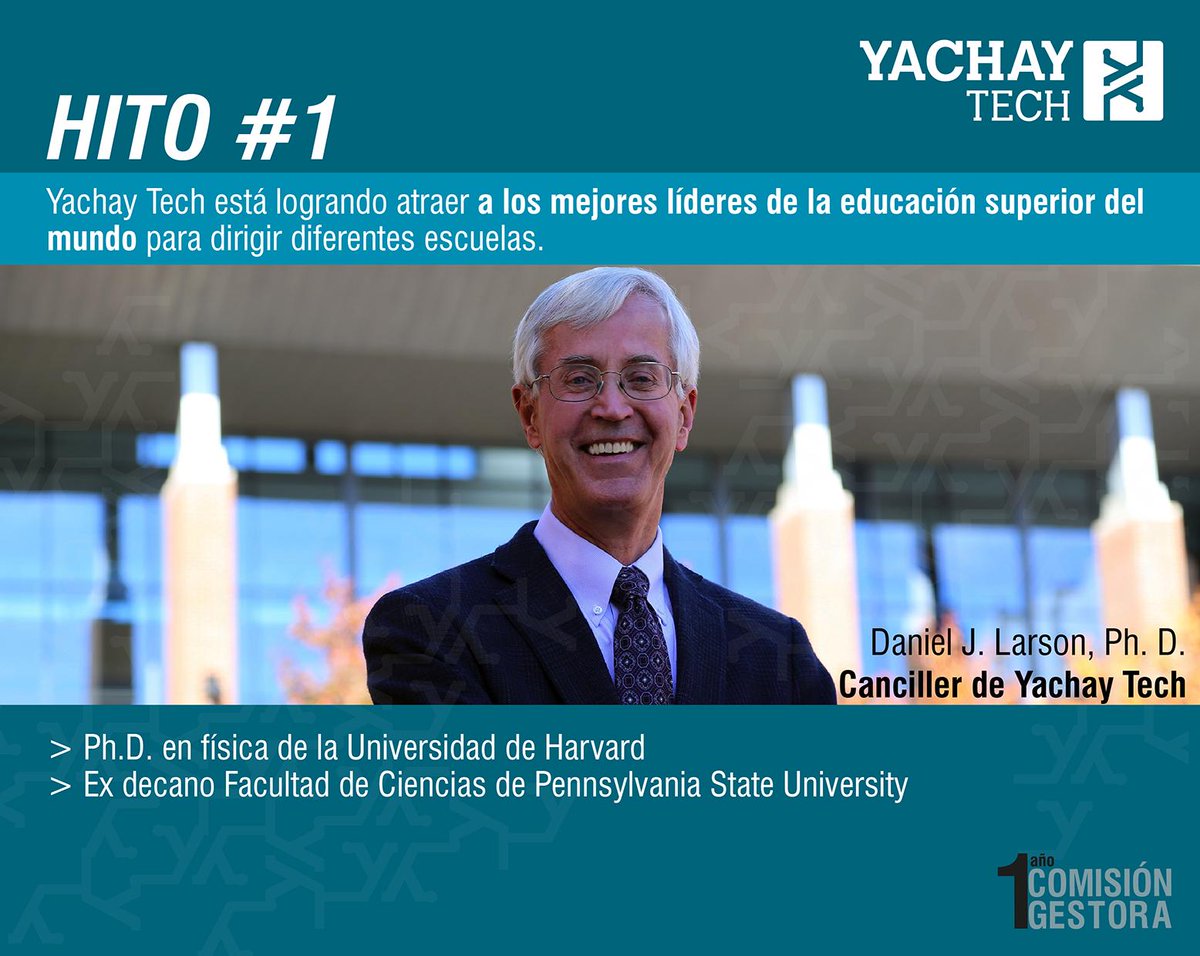 YACHAY
TECH
HITO #1
Yachay Tech está logrando atraer a los mejores líderes de la educación superior del
mundo para dirigir diferentes escuelas.
Daniel J. Larson, Ph. D.
Canciller de Yachay Tech
> Ph.D. en física de la Universidad de Harvard
> Ex decano Facultad de Ciencias de Pennsylvania State University
1 año
COMISIÓN
GESTORA